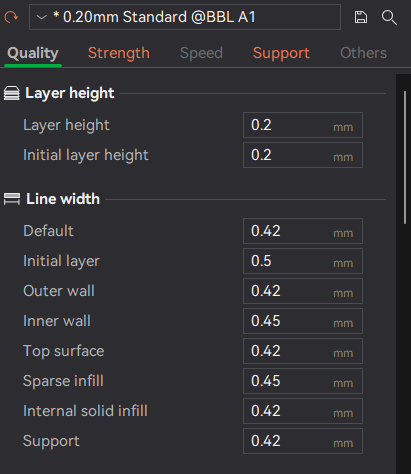 * 0.20mm Standard @BBL A1
Quality Strength Speed Support Others
Layer height
Layer height 0.2 mm
Initial layer height 0.2 mm
Line width
Default 0.42 mm
Initial layer 0.5 mm
Outer wall 0.42 mm
Inner wall 0.45 mm
Top surface 0.42 mm
Sparse infill 0.45 mm
Internal solid infill 0.42 mm
Support 0.42 mm